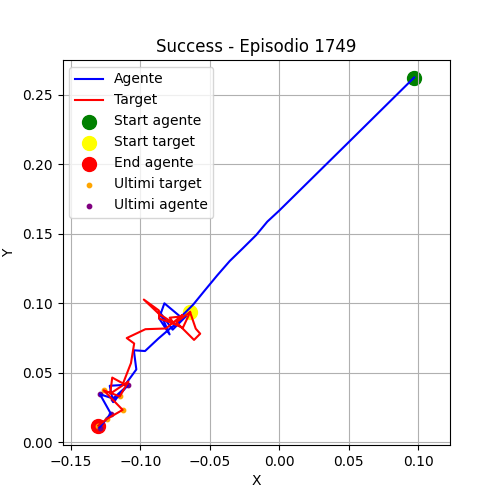 Success - Episodio 1749
Agente
Target
Start agente
Start target
End agente
Ultimi target
Ultimi agente
0.25
0.20
0.15
0.10
0.05
0.00
Y
−0.15 −0.10 −0.05 0.00 0.05 0.10
X